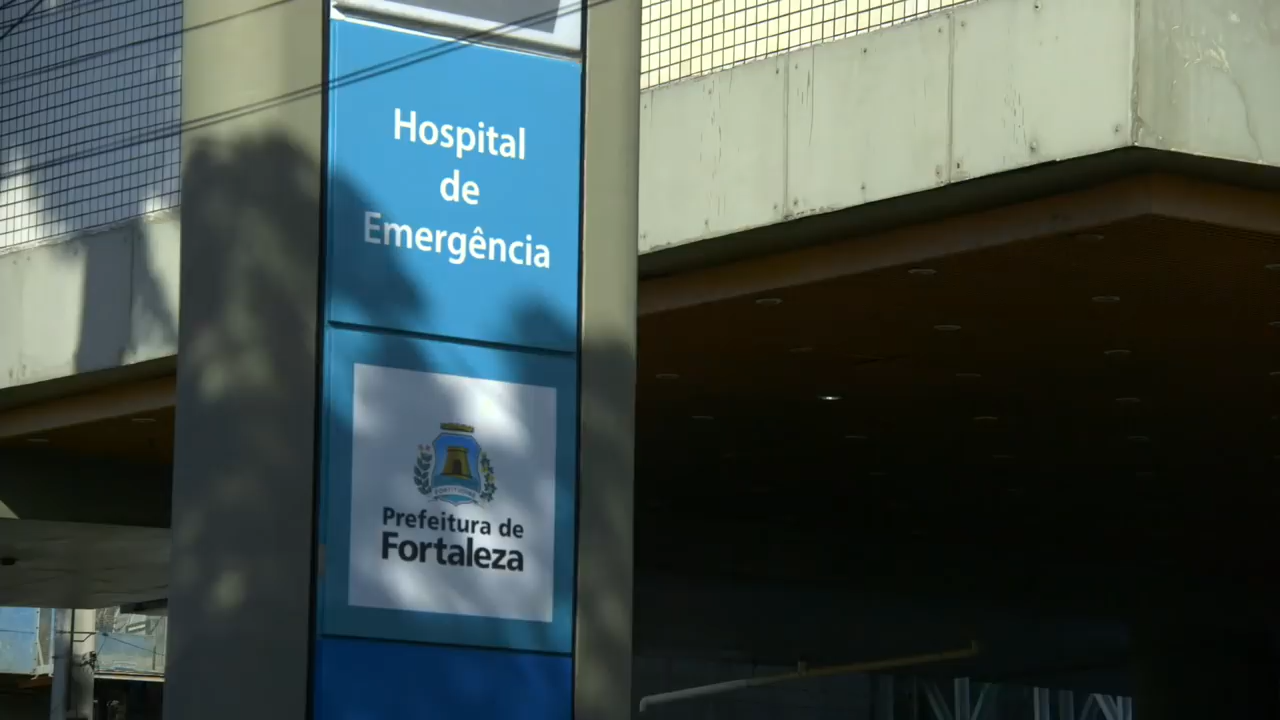 Hospital
de
Emergência
Prefeitura de
Fortaleza